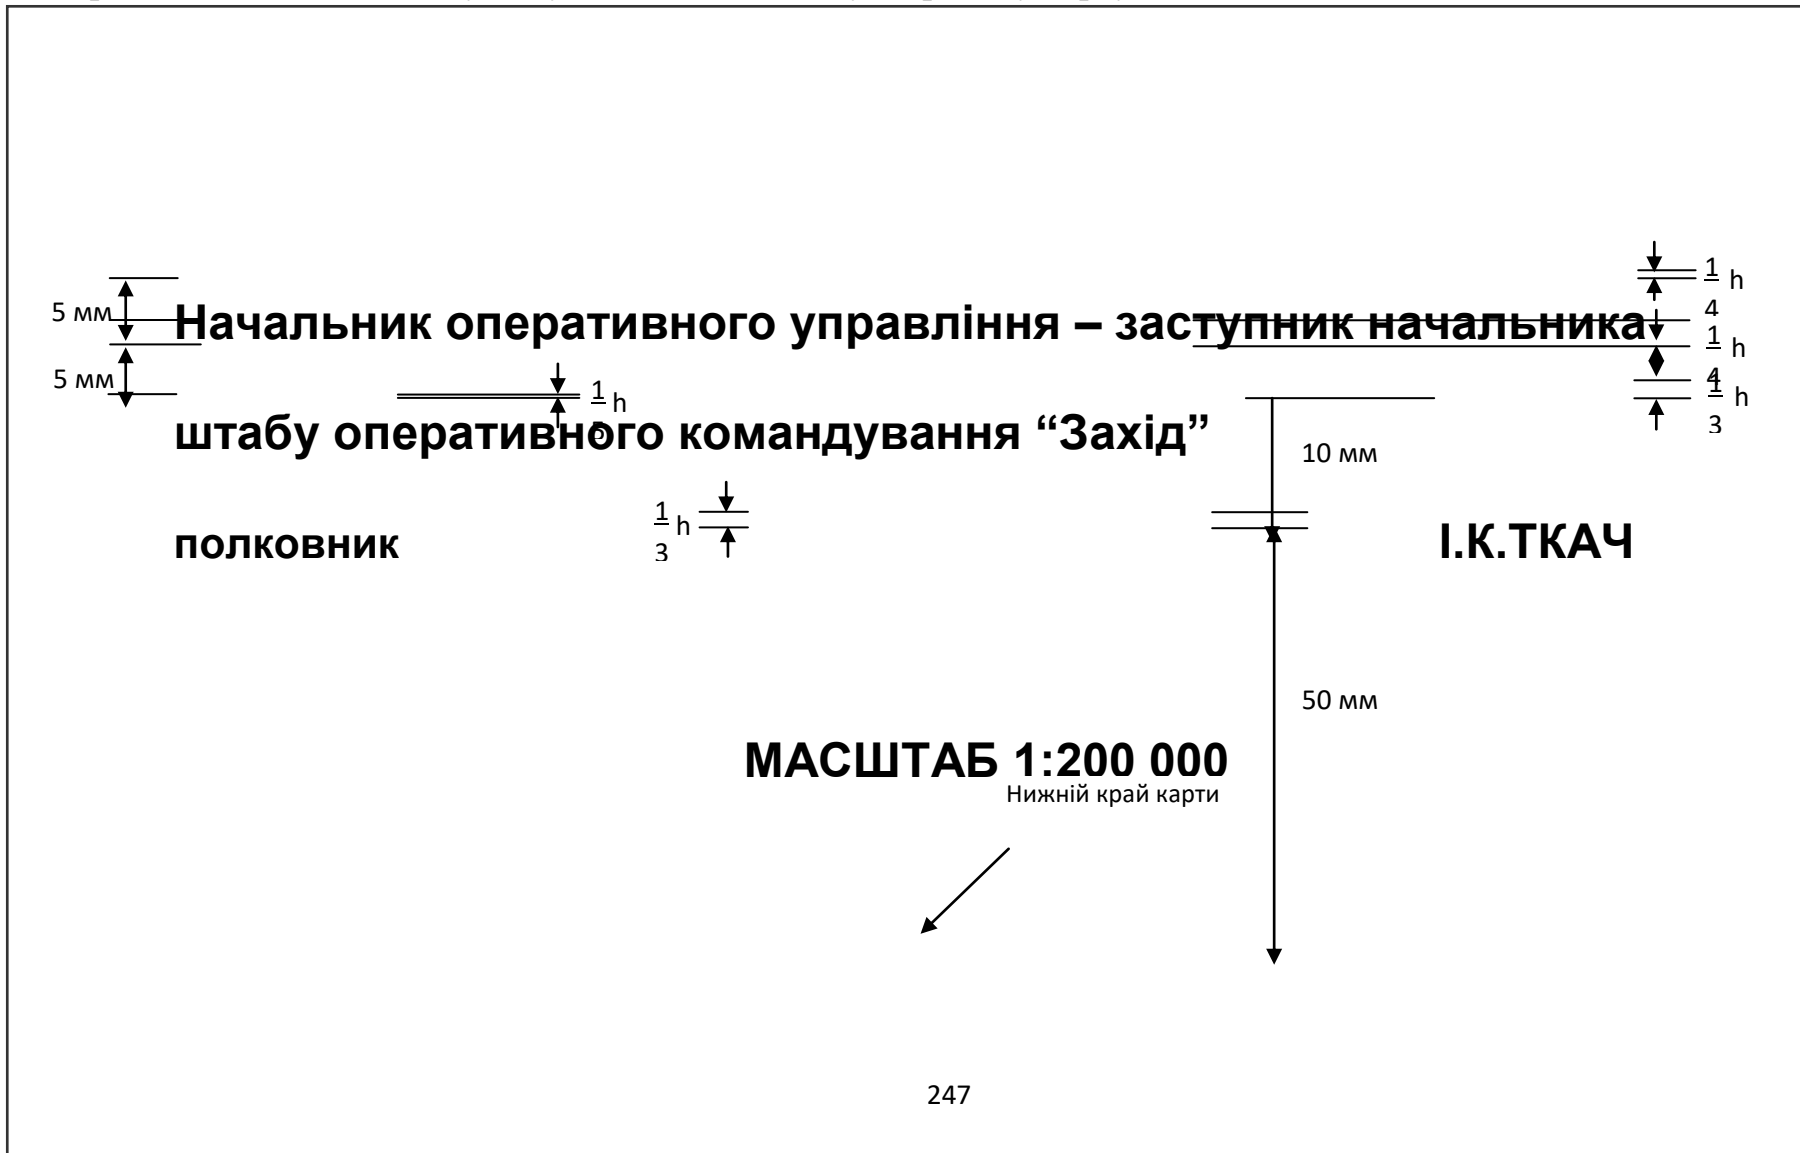 1
h
4
5 мм
Начальник оперативного управління – заступник начальника
1
h
4
5 мм
1
h
3
1
h
штабу оперативного командування “Захід”
10 мм
1
h
3
полковник
І.К.ТКАЧ
50 мм
МАСШТАБ 1:200 000
Нижній край карти
247